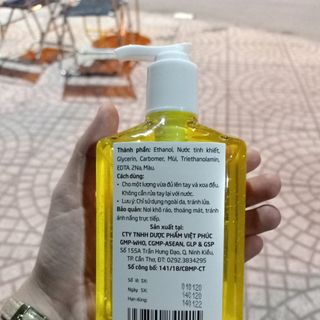 Thành phần: Ethanol, Nước tinh khiết,
Glycerin, Carbomer, Mùi, Triethanolamin,
EDTA 2Na, Màu.
Cách dùng:
• Cho một lượng vừa đủ lên tay và xoa đều.
Không cần rửa tay lại với nước.
• Lưu ý: Chỉ sử dụng ngoài da, tránh lửa.
Bảo quản: Nơi khô ráo, thoáng mát, tránh
ánh nắng trực tiếp.
Sản xuất tại:
CTY TNHH DƯỢC PHẨM VIỆT PHÚC
GMP-WHO, CGMP-ASEAN, GLP & GSP
Số 155A Trần Hưng Đạo, Q. Ninh Kiều,
TP. Cần Thơ, ĐT: 0292.3834295
Số công bố: 141/18/CBMP-CT
Số lô SX: 010120
Ngày SX: 140120
Hạn dùng: 140122